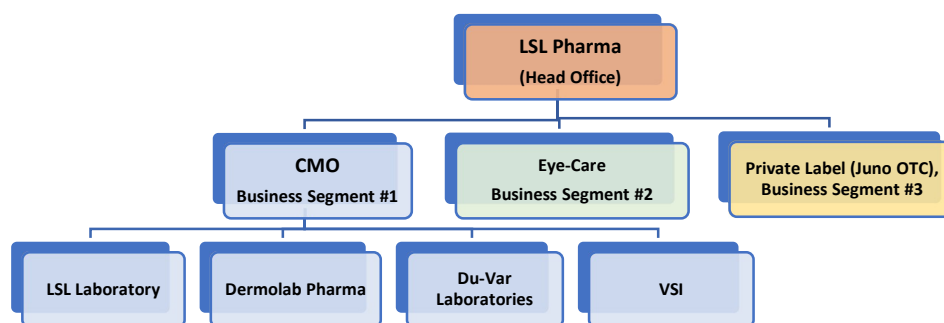 LSL Pharma
(Head Office)
CMO
Business Segment #1
Eye-Care
Business Segment #2
Private Label (Juno OTC),
Business Segment #3
LSL Laboratory
Dermolab Pharma
Du-Var
Laboratories
VSI